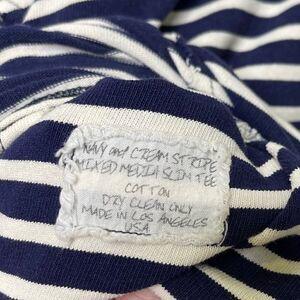 NAVY and CREAM STRIPE
MIXED MEDIA SLIM TEE
COTTON
DRY CLEAN ONLY
MADE IN LOS ANGELES
USA